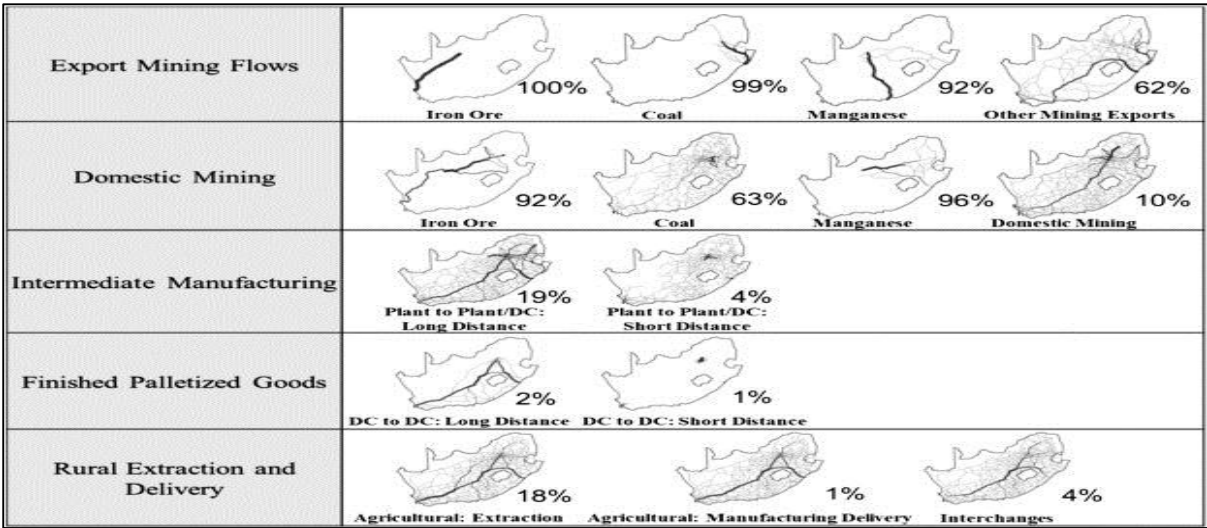 Export Mining Flows
100%
99%
92%
62%
Iron Ore
Coal
Manganese
Other Mining Exports
Domestic Mining
92%
63%
96%
10%
Iron Ore
Coal
Manganese
Domestic Mining
Intermediate Manufacturing
19%
4%
Plant to Plant/DC:
Long Distance
Plant to Plant/DC:
Short Distance
Finished Palletized Goods
2%
1%
DC to DC: Long Distance
DC to DC: Short Distance
Rural Extraction and
Delivery
18%
1%
4%
Agricultural: Extraction
Agricultural: Manufacturing Delivery
Interchanges